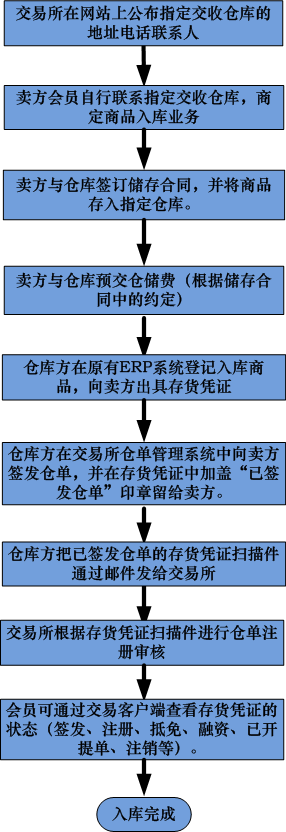 交易所在网站上公布指定交收仓库的
地址电话联系人
卖方会员自行联系指定交收仓库，商
定商品入库业务
卖方与仓库签订储存合同，并将商品
存入指定仓库。
卖方与仓库预交仓储费（根据储存合
同中的约定）
仓库方在原有ERP系统登记入库商
品，向卖方出具存货凭证
仓库方在交易所仓单管理系统中向卖方
签发仓单，并在存货凭证中加盖“已签
发仓单”印章留给卖方。
仓库方把已签发仓单的存货凭证扫描件
通过邮件发给交易所
交易所根据存货凭证扫描件进行仓单注
册审核
会员可通过交易客户端查看存货凭证的
状态（签发、注册、抵免、融资、已开
提单、注销等）。
入库完成